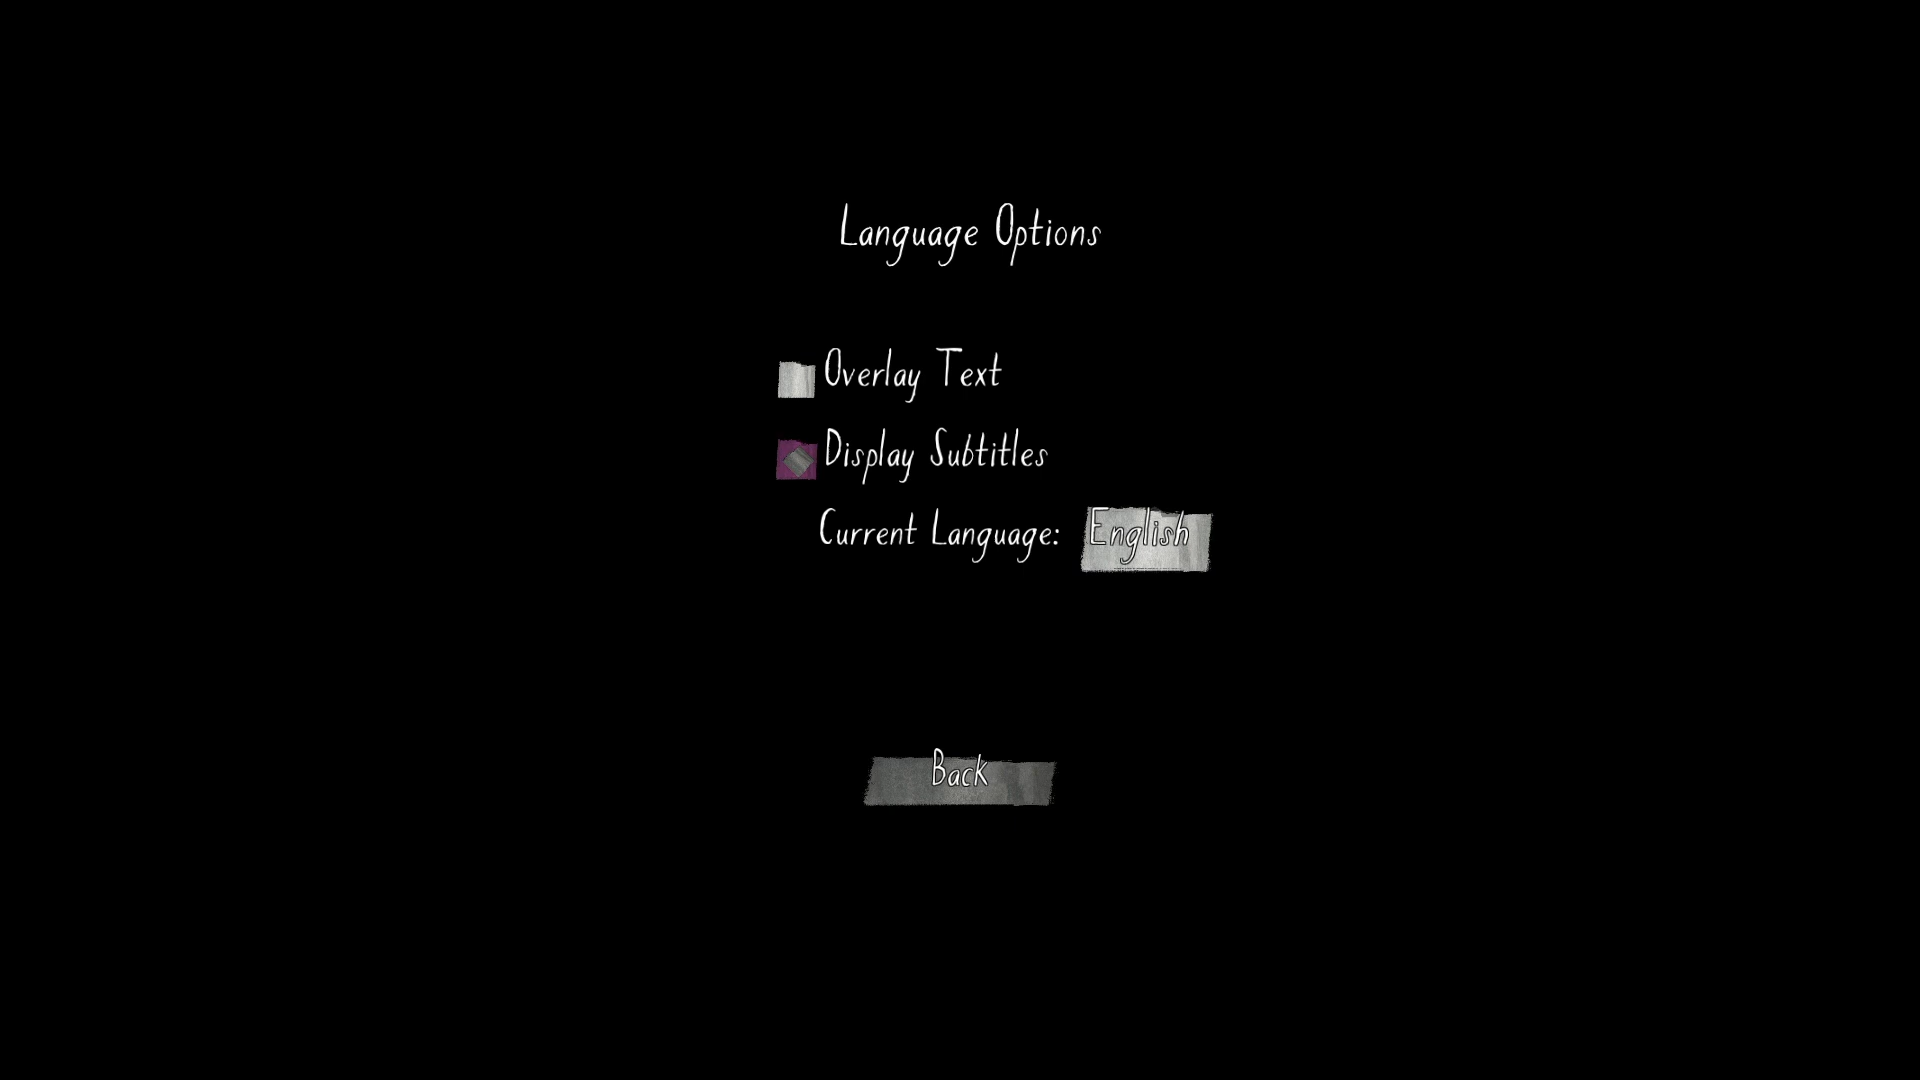 Language Options
Overlay Text
Display Subtitles
Current Language: English
Back